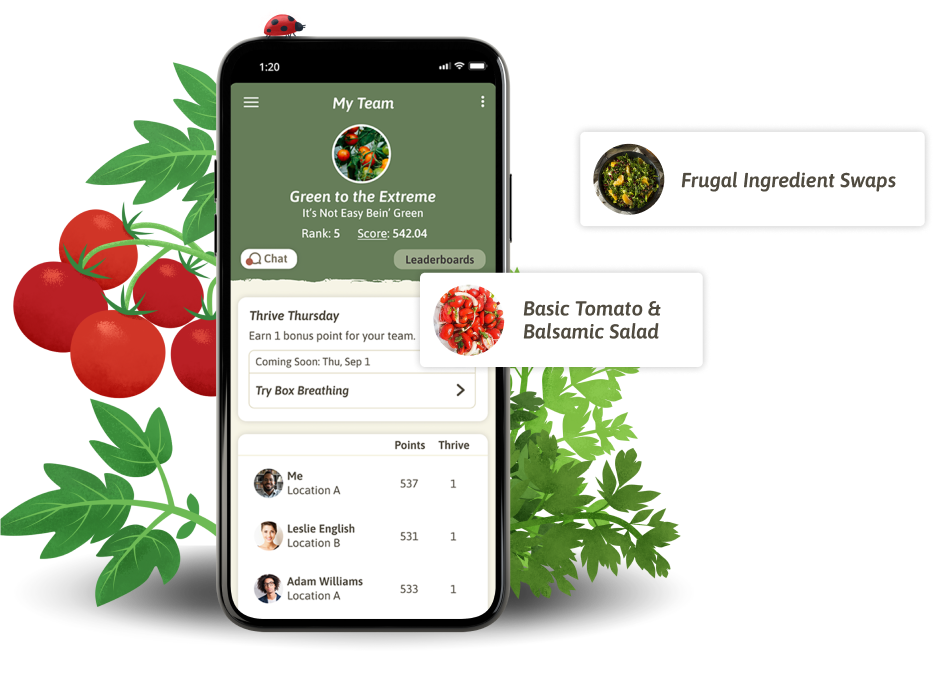 1:20
My Team
Green to the Extreme
It's Not Easy Bein' Green
Rank: 5 Score: 542.04
Chat Leaderboards
Thrive Thursday
Earn 1 bonus point for your team.
Coming Soon: Thu, Sep 1
Try Box Breathing
Points Thrive
Me
Location A
537 1
Leslie English
Location B
531 1
Adam Williams
Location A
533 1
Frugal Ingredient Swaps
Basic Tomato &
Balsamic Salad